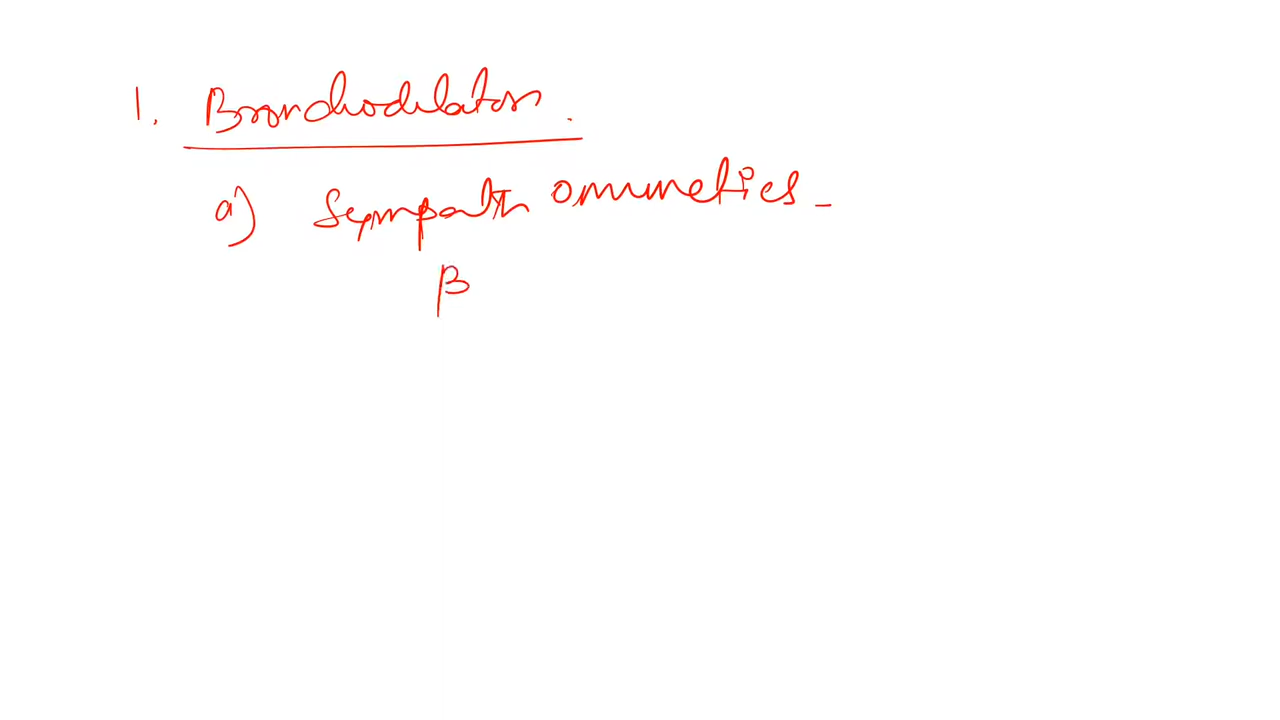 1. Bronchodilators.
a) Sympathomimetics -
β